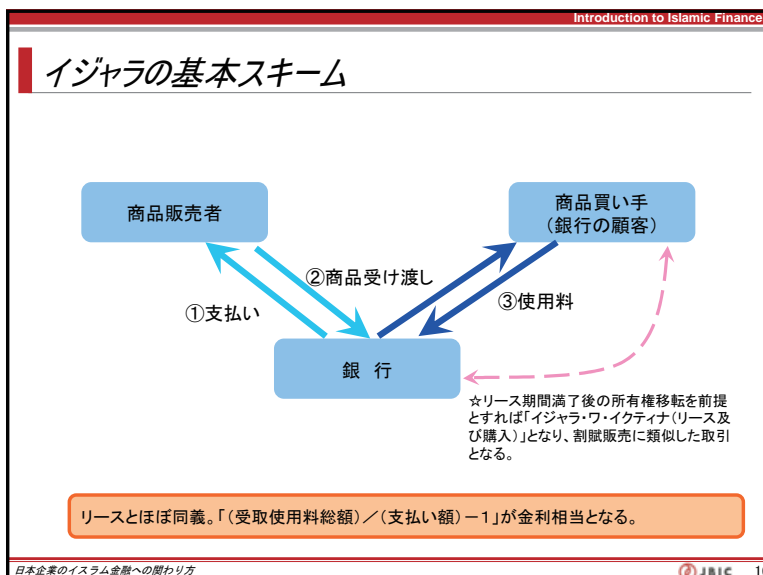 Introduction to Islamic Finance
イジャラの基本スキーム
商品販売者
商品買い手
(銀行の顧客)
②商品受け渡し
①支払い
③使用料
銀 行
☆リース期間満了後の所有権移転を前提
とすれば「イジャラ・ワ・イクティナ(リース及
び購入)」となり、割賦販売に類似した取引
となる。
リースとほぼ同義。「(受取使用料総額)/(支払い額)-1」が金利相当となる。
日本企業のイスラム金融への関わり方
JBIC